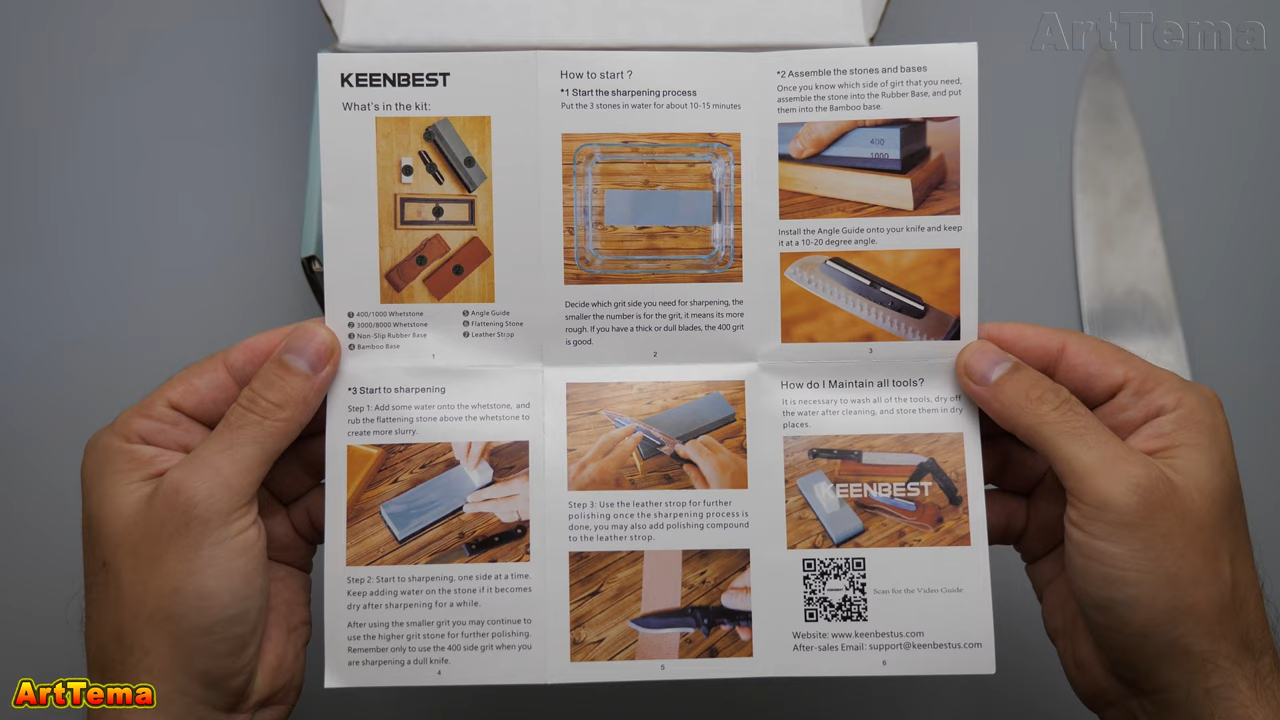 ArtTema
KEENBEST
What's in the kit:
❶ 400/1000 Whetstone
❷ 3000/8000 Whetstone
❸ Non-Slip Rubber Base
❹ Bamboo Base
❺ Angle Guide
❻ Flattening Stone
❼ Leather Strop
1
How to start ?
*1 Start the sharpening process
Put the 3 stones in water for about 10-15 minutes
Decide which grit side you need for sharpening, the
smaller the number is for the grit, it means its more
rough. If you have a thick or dull blades, the 400 grit
is good.
2
*2 Assemble the stones and bases
Once you know which side of girt that you need,
assemble the stone into the Rubber Base, and put
them into the Bamboo base.
400
1000
Install the Angle Guide onto your knife and keep
it at a 10-20 degree angle.
3
*3 Start to sharpening
Step 1: Add some water onto the whetstone, and
rub the flattening stone above the whetstone to
create more slurry.
Step 2: Start to sharpening, one side at a time.
Keep adding water on the stone if it becomes
dry after sharpening for a while.
After using the smaller grit you may continue to
use the higher grit stone for further polishing.
Remember only to use the 400 side grit when you
are sharpening a dull knife.
4
Step 3: Use the leather strop for further
polishing once the sharpening process is
done, you may also add polishing compound
to the leather strop.
5
How do I Maintain all tools?
It is necessary to wash all of the tools, dry off
the water after cleaning, and store them in dry
places.
KEENBEST
Scan for the Video Guide
Website: www.keenbestus.com
After-sales Email: support@keenbestus.com
6
ArtTema